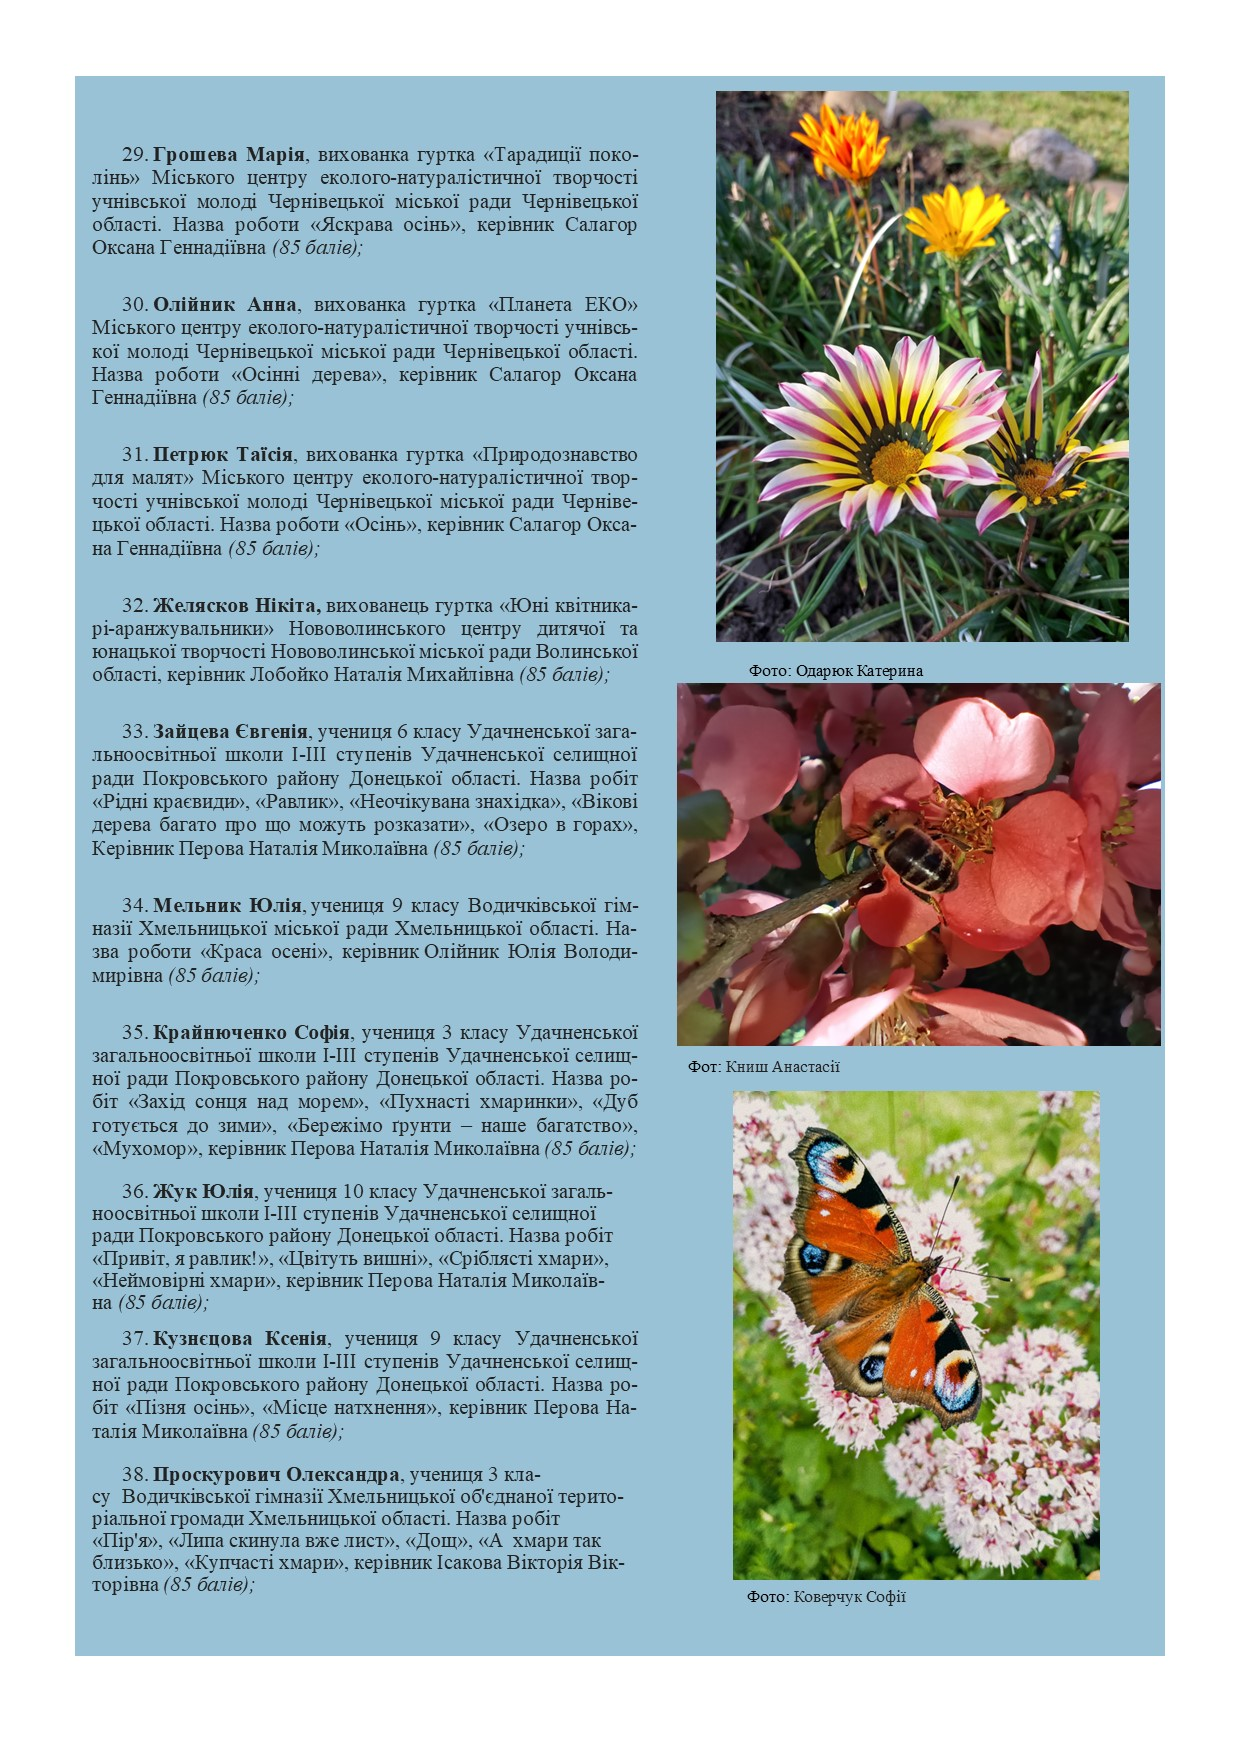 29. Грошева Марія, вихованка гуртка «Тарадиції поко-
лінь» Міського центру еколого-натуралістичної творчості
учнівської молоді Чернівецької міської ради Чернівецької
області. Назва роботи «Яскрава осінь», керівник Салагор
Оксана Геннадіївна (85 балів);
30. Олійник Анна, вихованка гуртка «Планета ЕКО»
Міського центру еколого-натуралістичної творчості учнівсь-
кої молоді Чернівецької міської ради Чернівецької області.
Назва роботи «Осінні дерева», керівник Салагор Оксана
Геннадіївна (85 балів);
31. Петрюк Таїсія, вихованка гуртка «Природознавство
для малят» Міського центру еколого-натуралістичної твор-
чості учнівської молоді Чернівецької міської ради Черніве-
цької області. Назва роботи «Осінь», керівник Салагор Окса-
на Геннадіївна (85 балів);
32. Желясков Нікіта, вихованець гуртка «Юні квітника-
рі-аранжувальники» Нововолинського центру дитячої та
юнацької творчості Нововолинської міської ради Волинської
області, керівник Лобойко Наталія Михайлівна (85 балів);
33. Зайцева Євгенія, учениця 6 класу Удачненської зага-
льноосвітньої школи І-ІІІ ступенів Удачненської селищної
ради Покровського району Донецької області. Назва робіт
«Рідні краєвиди», «Равлик», «Неочікувана знахідка», «Вікові
дерева багато про що можуть розказати», «Озеро в горах»,
Керівник Перова Наталія Миколаївна (85 балів);
34. Мельник Юлія, учениця 9 класу Водичківської гім-
назії Хмельницької міської ради Хмельницької області. На-
зва роботи «Краса осені», керівник Олійник Юлія Володи-
мирівна (85 балів);
35. Крайнюченко Софія, учениця 3 класу Удачненської
загальноосвітньої школи І-ІІІ ступенів Удачненської селищ-
ної ради Покровського району Донецької області. Назва ро-
біт «Захід сонця над морем», «Пухнасті хмаринки», «Дуб
готується до зими», «Бережімо ґрунти – наше багатство»,
«Мухомор», керівник Перова Наталія Миколаївна (85 балів);
36. Жук Юлія, учениця 10 класу Удачненської загаль-
ноосвітньої школи І-ІІІ ступенів Удачненської селищної
ради Покровського району Донецької області. Назва робіт
«Привіт, я равлик!», «Цвітуть вишні», «Сріблясті хмари»,
«Неймовірні хмари», керівник Перова Наталія Миколаїв-
на (85 балів);
37. Кузнєцова Ксенія, учениця 9 класу Удачненської
загальноосвітньої школи І-ІІІ ступенів Удачненської селищ-
ної ради Покровського району Донецької області. Назва ро-
біт «Пізня осінь», «Місце натхнення», керівник Перова На-
талія Миколаївна (85 балів);
38. Проскурович Олександра, учениця 3 кла-
су Водичківської гімназії Хмельницької об'єднаної терито-
ріальної громади Хмельницької області. Назва робіт
«Пір'я», «Липа скинула вже лист», «Дощ», «А хмари так
близько», «Купчасті хмари», керівник Ісакова Вікторія Вік-
торівна (85 балів);
Фото: Одарюк Катерина
Фот: Книш Анастасії
Фото: Коверчук Софії